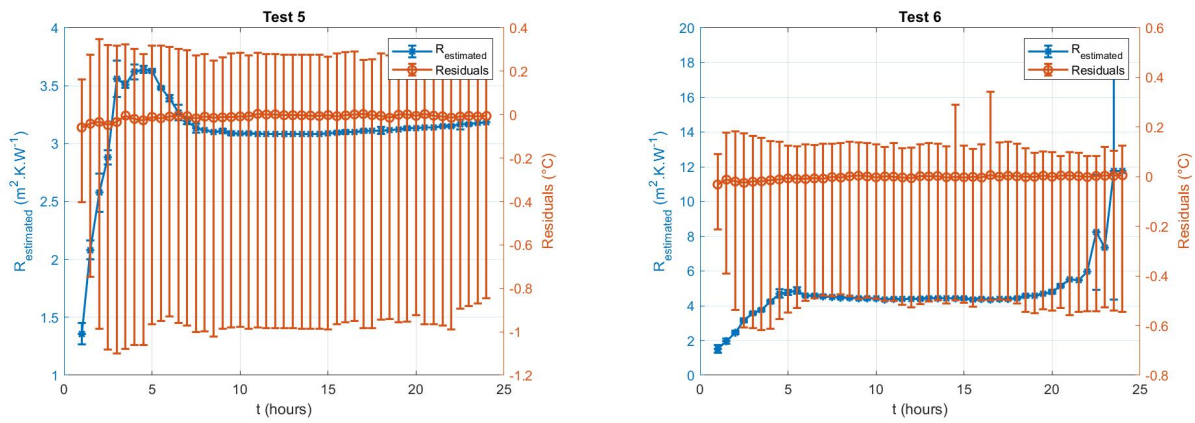 Test 5
4
3.5
3
2.5
2
1.5
1
R_estimated (m².K.W⁻¹)
0.4
0.2
0
-0.2
-0.4
-0.6
-0.8
-1
-1.2
Residuals (°C)
R_estimated
Residuals
0 5 10 15 20 25
t (hours)
Test 6
20
18
16
14
12
10
8
6
4
2
0
R_estimated (m².K.W⁻¹)
0.6
0.4
0.2
0
-0.2
-0.4
-0.6
-0.8
Residuals (°C)
R_estimated
Residuals
0 5 10 15 20 25
t (hours)